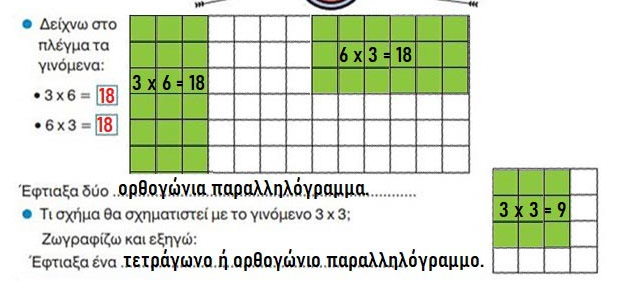 Δείχνω στο
πλέγμα τα
γινόμενα:
• 3 x 6 = 18
• 6 x 3 = 18
3 x 6 = 18
6 x 3 = 18
Έφτιαξα δύο ορθογώνια παραλληλόγραμμα.
Τι σχήμα θα σχηματιστεί με το γινόμενο 3 x 3;
Ζωγραφίζω και εξηγώ:
Έφτιαξα ένα τετράγωνο ή ορθογώνιο παραλληλόγραμμο.
3 x 3 = 9